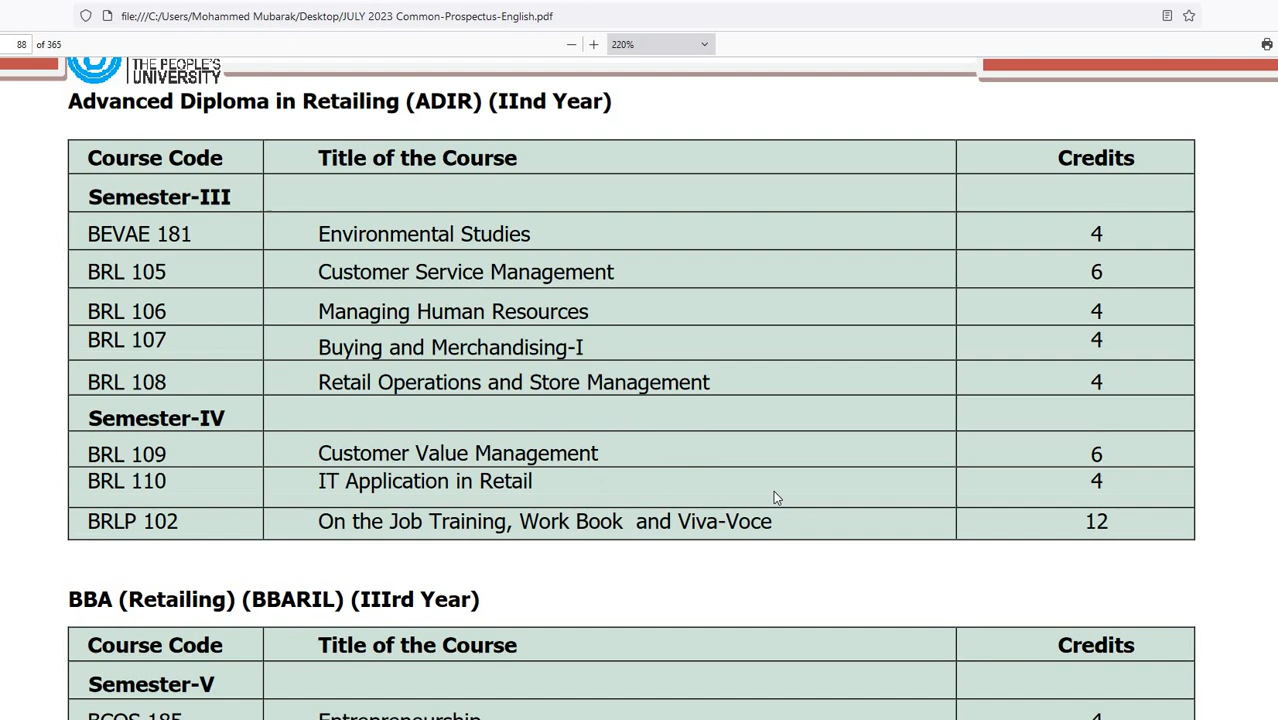 file:///C:/Users/Mohammed Mubarak/Desktop/JULY 2023 Common-Prospectus-English.pdf
88 of 365 220%
THE PEOPLE'S
UNIVERSITY
Advanced Diploma in Retailing (ADIR) (IInd Year)
Course Code Title of the Course Credits
Semester-III
BEVAE 181 Environmental Studies 4
BRL 105 Customer Service Management 6
BRL 106 Managing Human Resources 4
BRL 107 Buying and Merchandising-I 4
BRL 108 Retail Operations and Store Management 4
Semester-IV
BRL 109 Customer Value Management 6
BRL 110 IT Application in Retail 4
BRLP 102 On the Job Training, Work Book and Viva-Voce 12
BBA (Retailing) (BBARIL) (IIIrd Year)
Course Code Title of the Course Credits
Semester-V
BCOS 185 Entrepreneurship 4